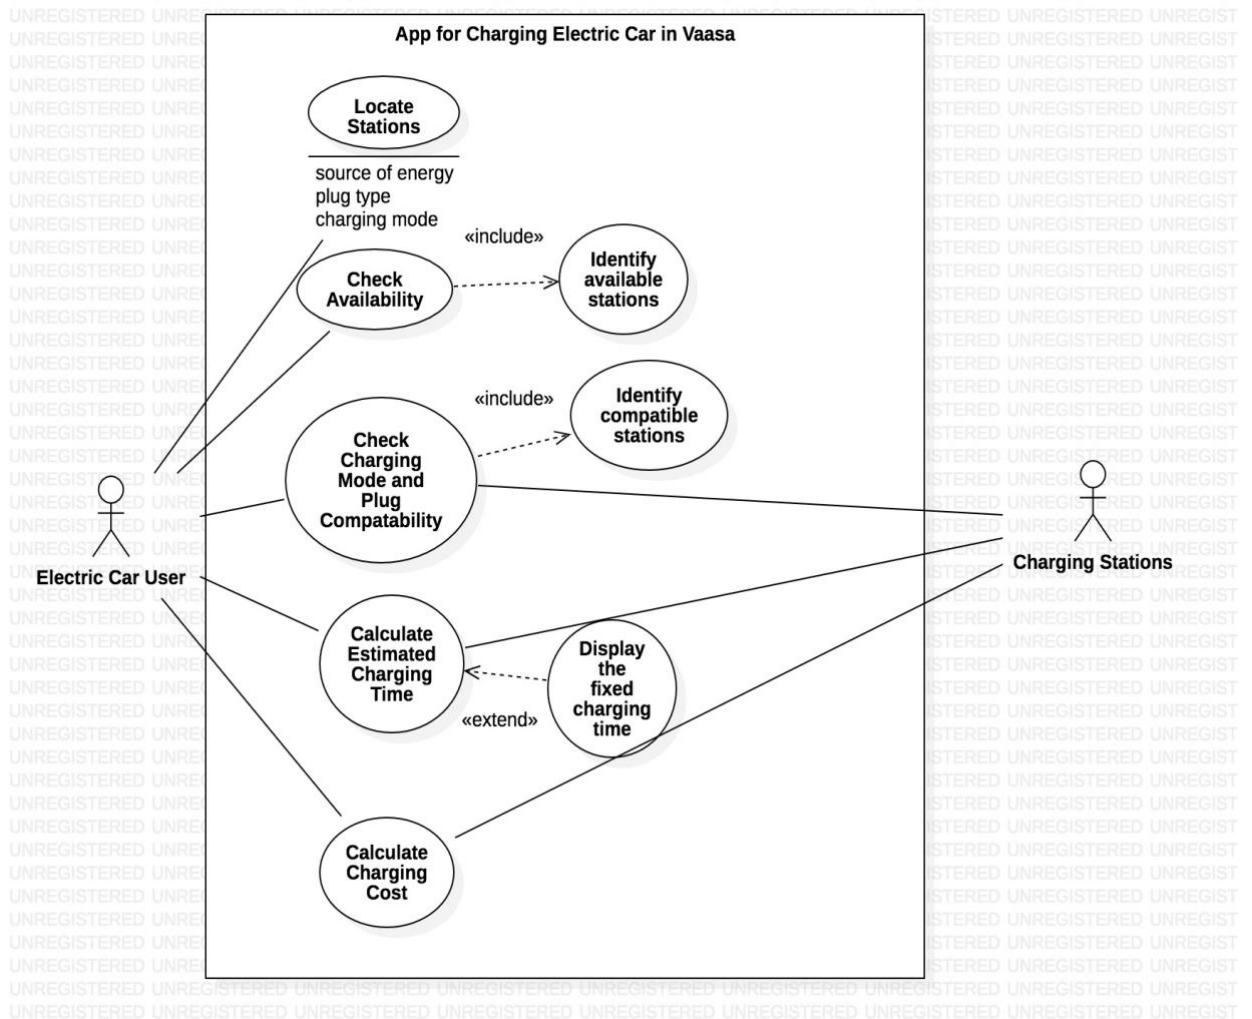 App for Charging Electric Car in Vaasa
Locate
Stations
source of energy
plug type
charging mode
«include»
Check
Availability
Identify
available
stations
«include»
Identify
compatible
stations
Check
Charging
Mode and
Plug
Compatability
Electric Car User
Charging Stations
Calculate
Estimated
Charging
Time
Display
the
fixed
charging
time
«extend»
Calculate
Charging
Cost
UNREGISTERED